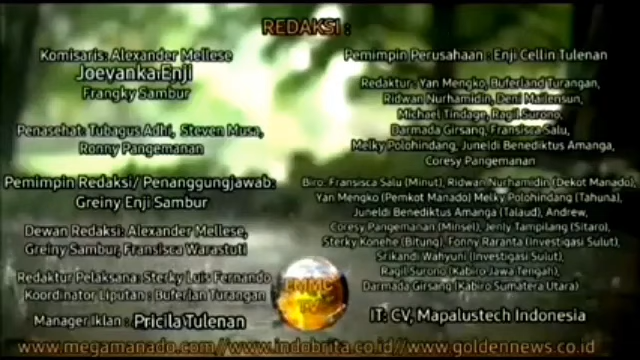 REDAKSI :
Komisaris: Alexander Mellese
Joevanka Enji
Frangky Sambur
Penasehat: Tubagus Adhi, Steven Musa,
Ronny Pangemanan
Pemimpin Redaksi/ Penanggungjawab:
Greiny Enji Sambur
Dewan Redaksi: Alexander Mellese,
Greiny Sambur, Fransisca Warastuti
Redaktur Pelaksana: Sterky Luis Fernando
Koordinator Liputan : Buferlan Turangan
Manager Iklan : Pricila Tulenan
Pemimpin Perusahaan : Enji Cellin Tulenan
Redaktur : Yan Mengko, Buferland Turangan,
Ridwan Nurhamidin, Deni Mailensun,
Michael Tindage, Ragil Surono,
Darmada Girsang, Fransisca Salu,
Melky Polohindang, Juneldi Benediktus Amanga,
Coresy Pangemanan
Biro: Fransisca Salu (Minut), Ridwan Nurhamidin (Dekot Manado),
Yan Mengko (Pemkot Manado) Melky Polohindang (Tahuna),
Juneldi Benediktus Amanga (Talaud), Andrew,
Coresy Pangemanan (Minsel), Jenly Tampilang (Sitaro),
Sterky Konehe (Bitung), Fonny Raranta (Investigasi Sulut),
Srikandi Wahyuni (Investigasi Sulut),
Ragil Surono (Kabiro Jawa Tengah),
Darmada Girsang (Kabiro Sumatera Utara)
EMMC
IT: CV, Mapalustech Indonesia
www.megamanado.com//www.indobrita.co.id//www.goldennews.co.id